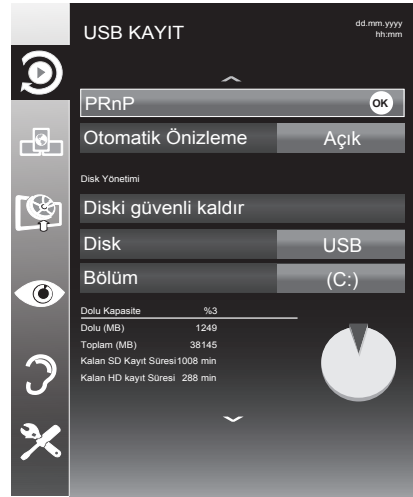 USB KAYIT
dd.mm.yyyy
hh:mm
PRnP OK
Otomatik Önizleme Açık
Disk Yönetimi
Diski güvenli kaldır
Disk USB
Bölüm (C:)
Dolu Kapasite %3
Dolu (MB) 1249
Toplam (MB) 38145
Kalan SD Kayıt Süresi1008 min
Kalan HD kayıt Süresi 288 min